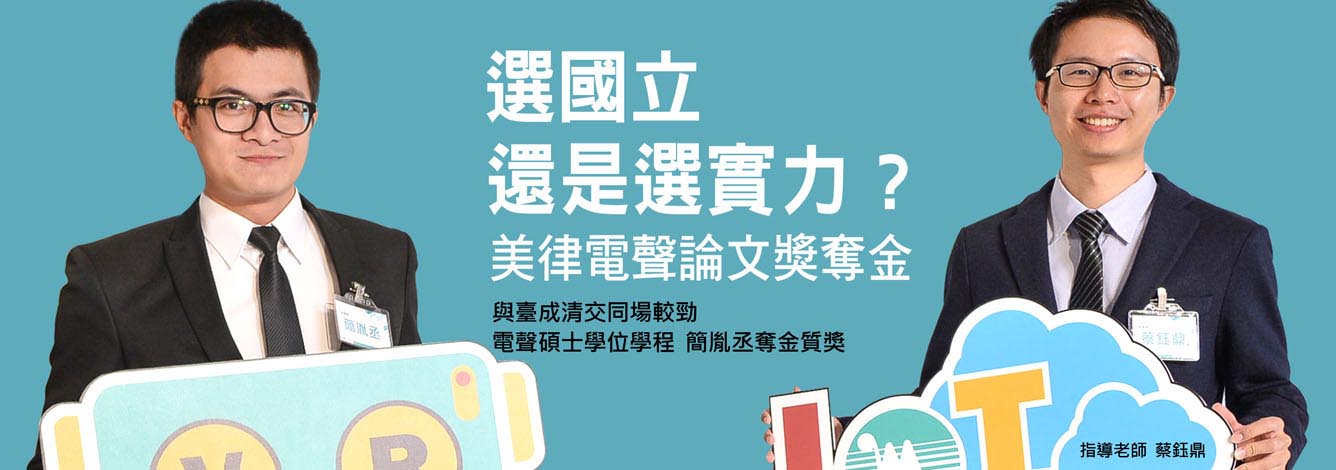 選國立
還是選實力?
美律電聲論文獎奪金
與臺成清交同場較勁
電聲碩士學位學程 簡胤丞奪金質獎
簡胤丞
蔡鈺鼎
V R
IOT
指導老師 蔡鈺鼎